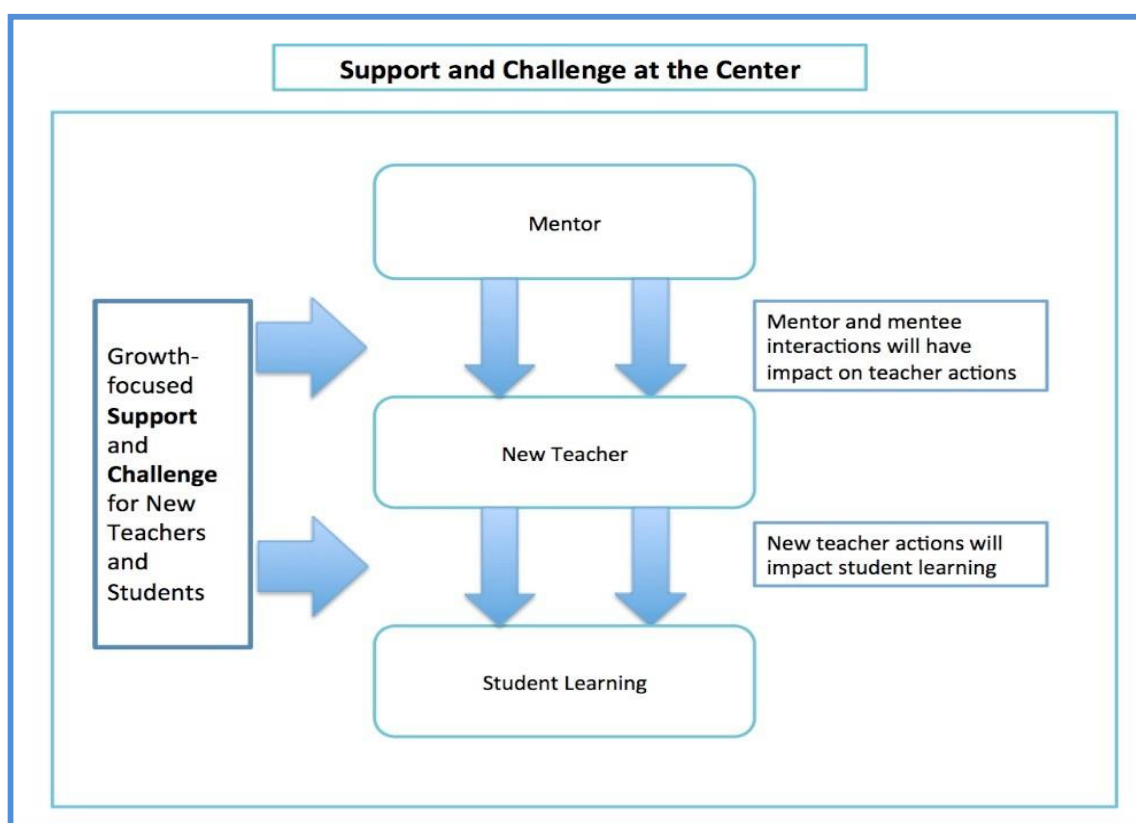 Support and Challenge at the Center
Mentor
Growth-
focused
Support
and
Challenge
for New
Teachers
and
Students
Mentor and mentee
interactions will have
impact on teacher actions
New Teacher
New teacher actions will
impact student learning
Student Learning